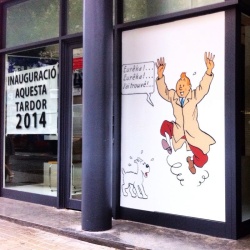 INAUGURACIÓ
AQUESTA
TARDOR
2014
Eurêka!...
Eurêka!...
J'ai trouvé!...